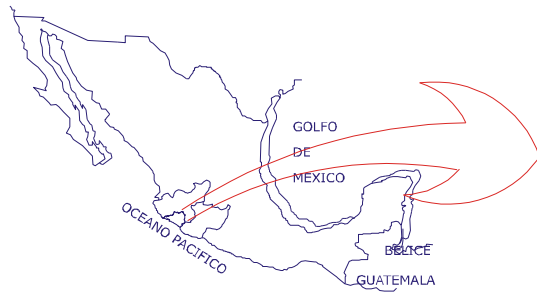 GOLFO
DE
MEXICO
OCEANO PACIFICO
BELICE
GUATEMALA